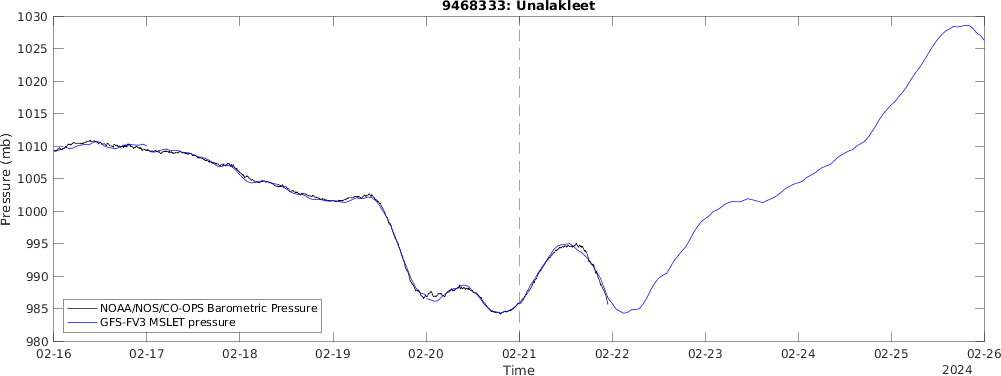 9468333: Unalakleet
1030
1025
1020
1015
1010
1005
1000
995
990
985
980
Pressure (mb)
NOAA/NOS/CO-OPS Barometric Pressure
GFS-FV3 MSLET pressure
02-16 02-17 02-18 02-19 02-20 02-21 02-22 02-23 02-24 02-25 02-26
Time
2024